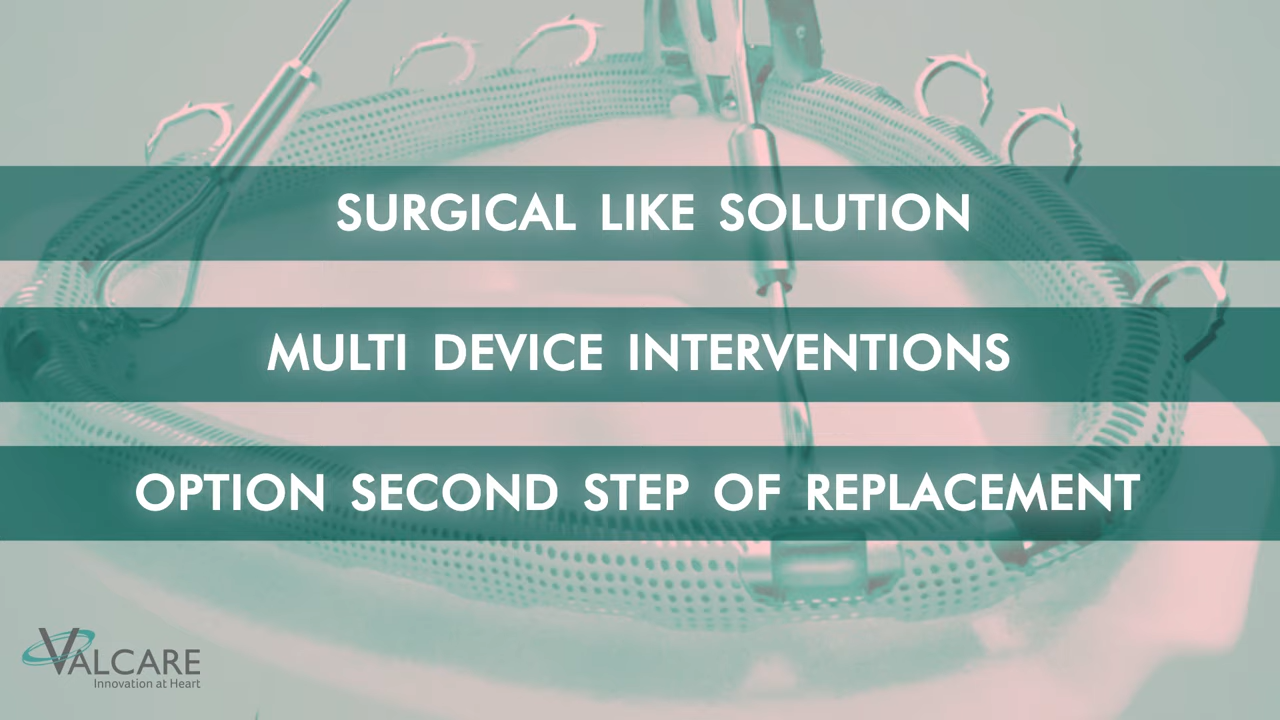 SURGICAL LIKE SOLUTION
MULTI DEVICE INTERVENTIONS
OPTION SECOND STEP OF REPLACEMENT
VALCARE
Innovation at Heart